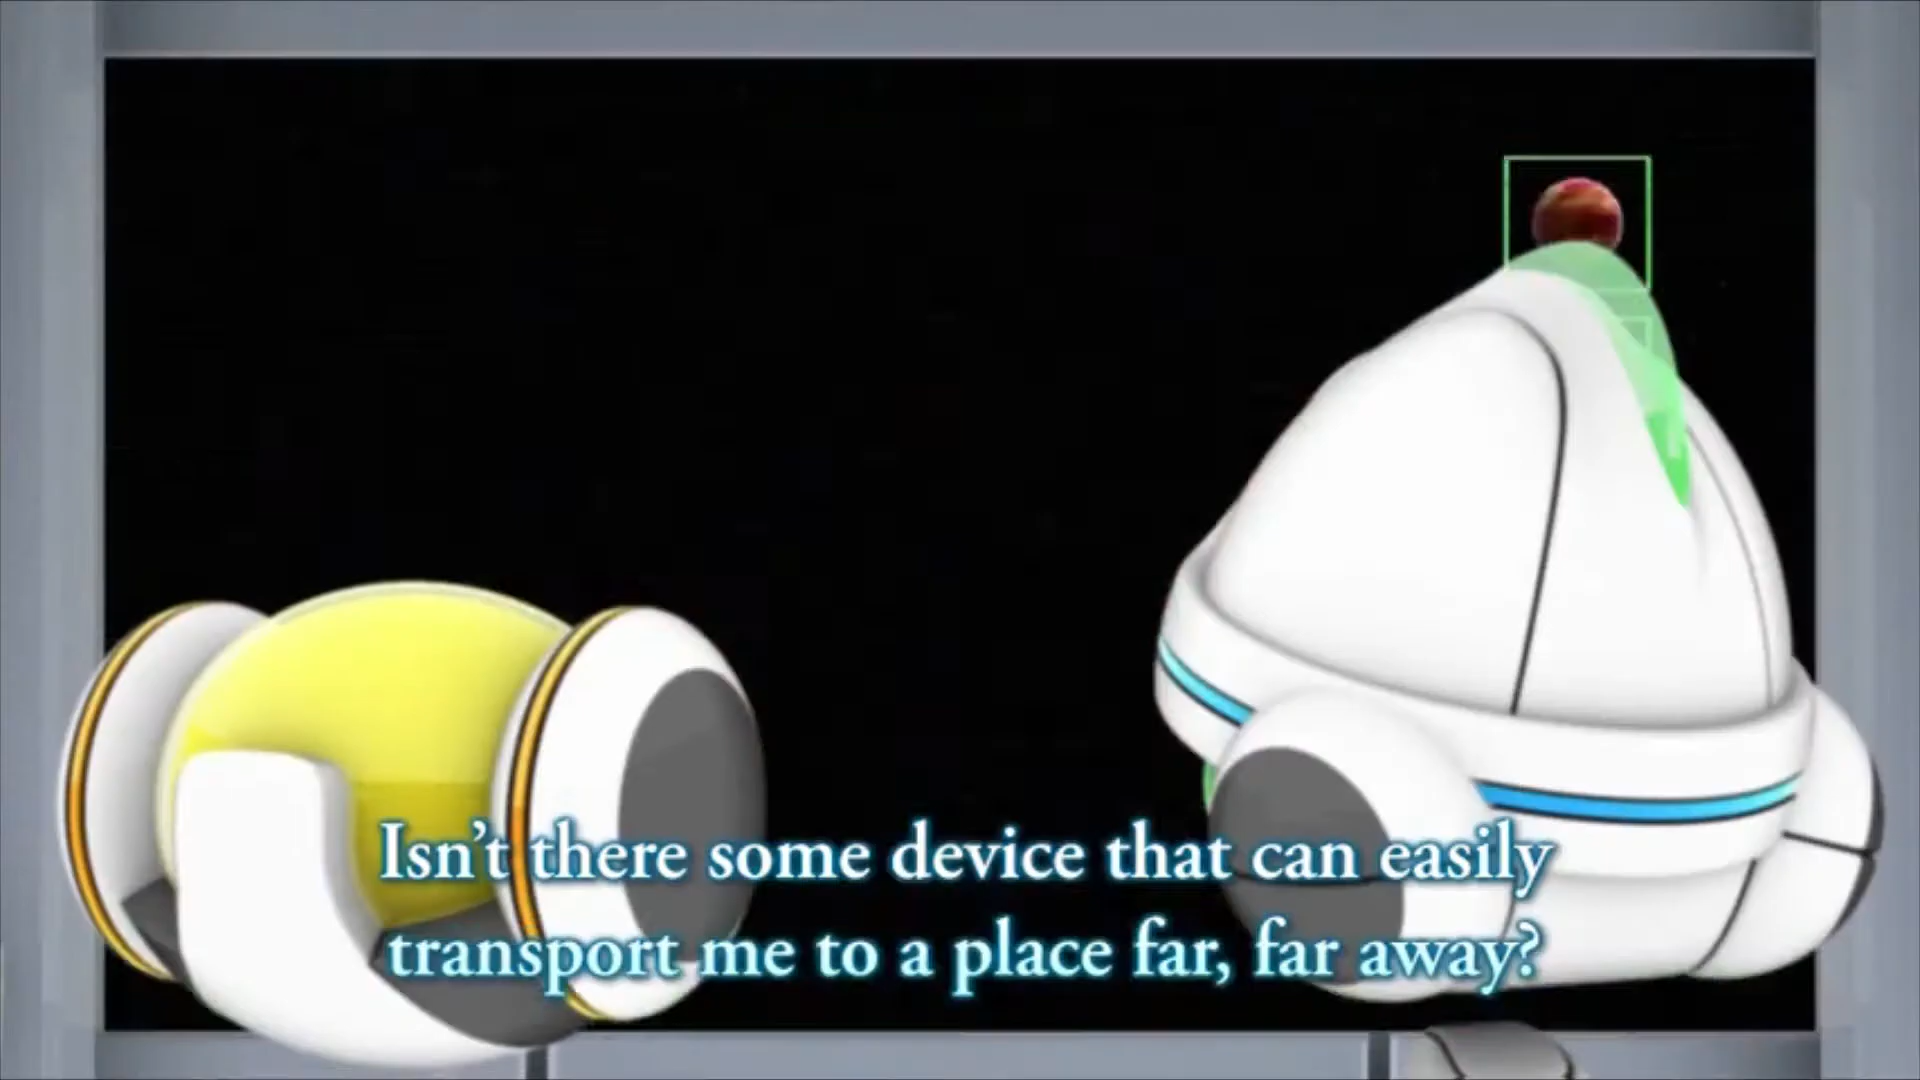 Isn't there some device that can easily
transport me to a place far, far away?